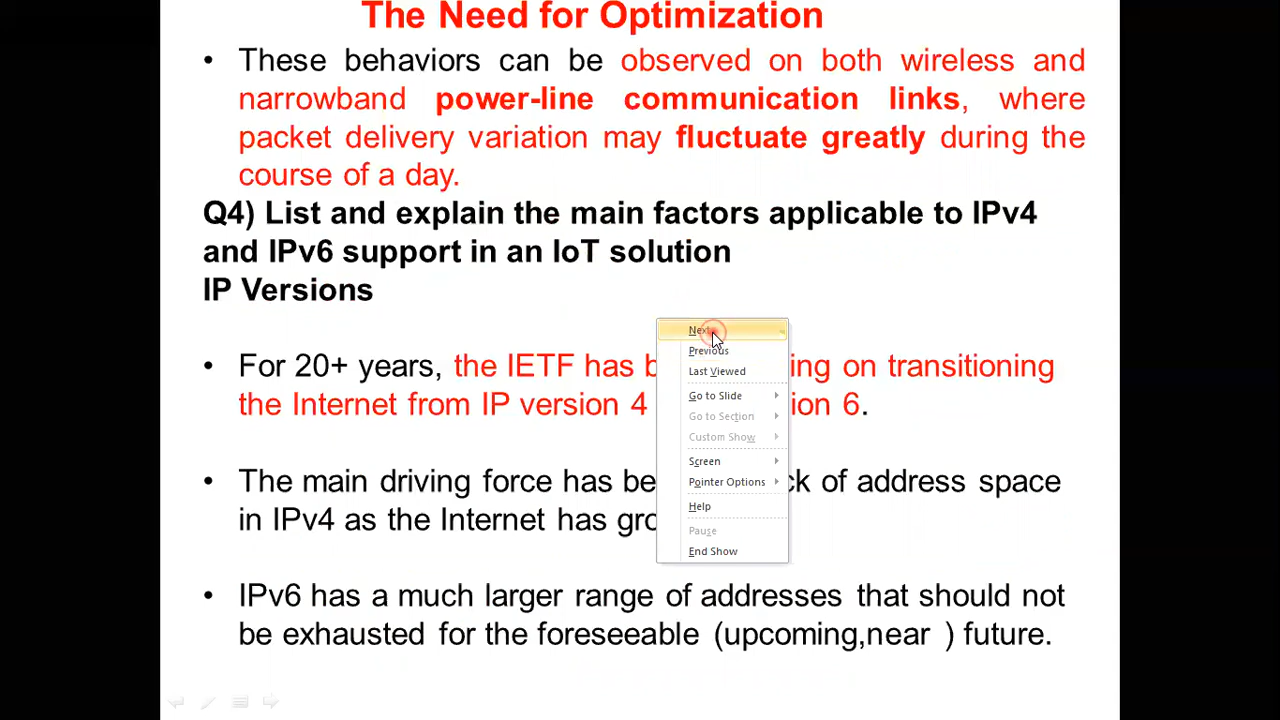 The Need for Optimization
• These behaviors can be observed on both wireless and
narrowband power-line communication links, where
packet delivery variation may fluctuate greatly during the
course of a day.
Q4) List and explain the main factors applicable to IPv4
and IPv6 support in an IoT solution
IP Versions
• For 20+ years, the IETF has b ing on transitioning
the Internet from IP version 4 ion 6.
• The main driving force has be ck of address space
in IPv4 as the Internet has gro
• IPv6 has a much larger range of addresses that should not
be exhausted for the foreseeable (upcoming,near ) future.
Next
Previous
Last Viewed
Go to Slide
Go to Section
Custom Show
Screen
Pointer Options
Help
Pause
End Show